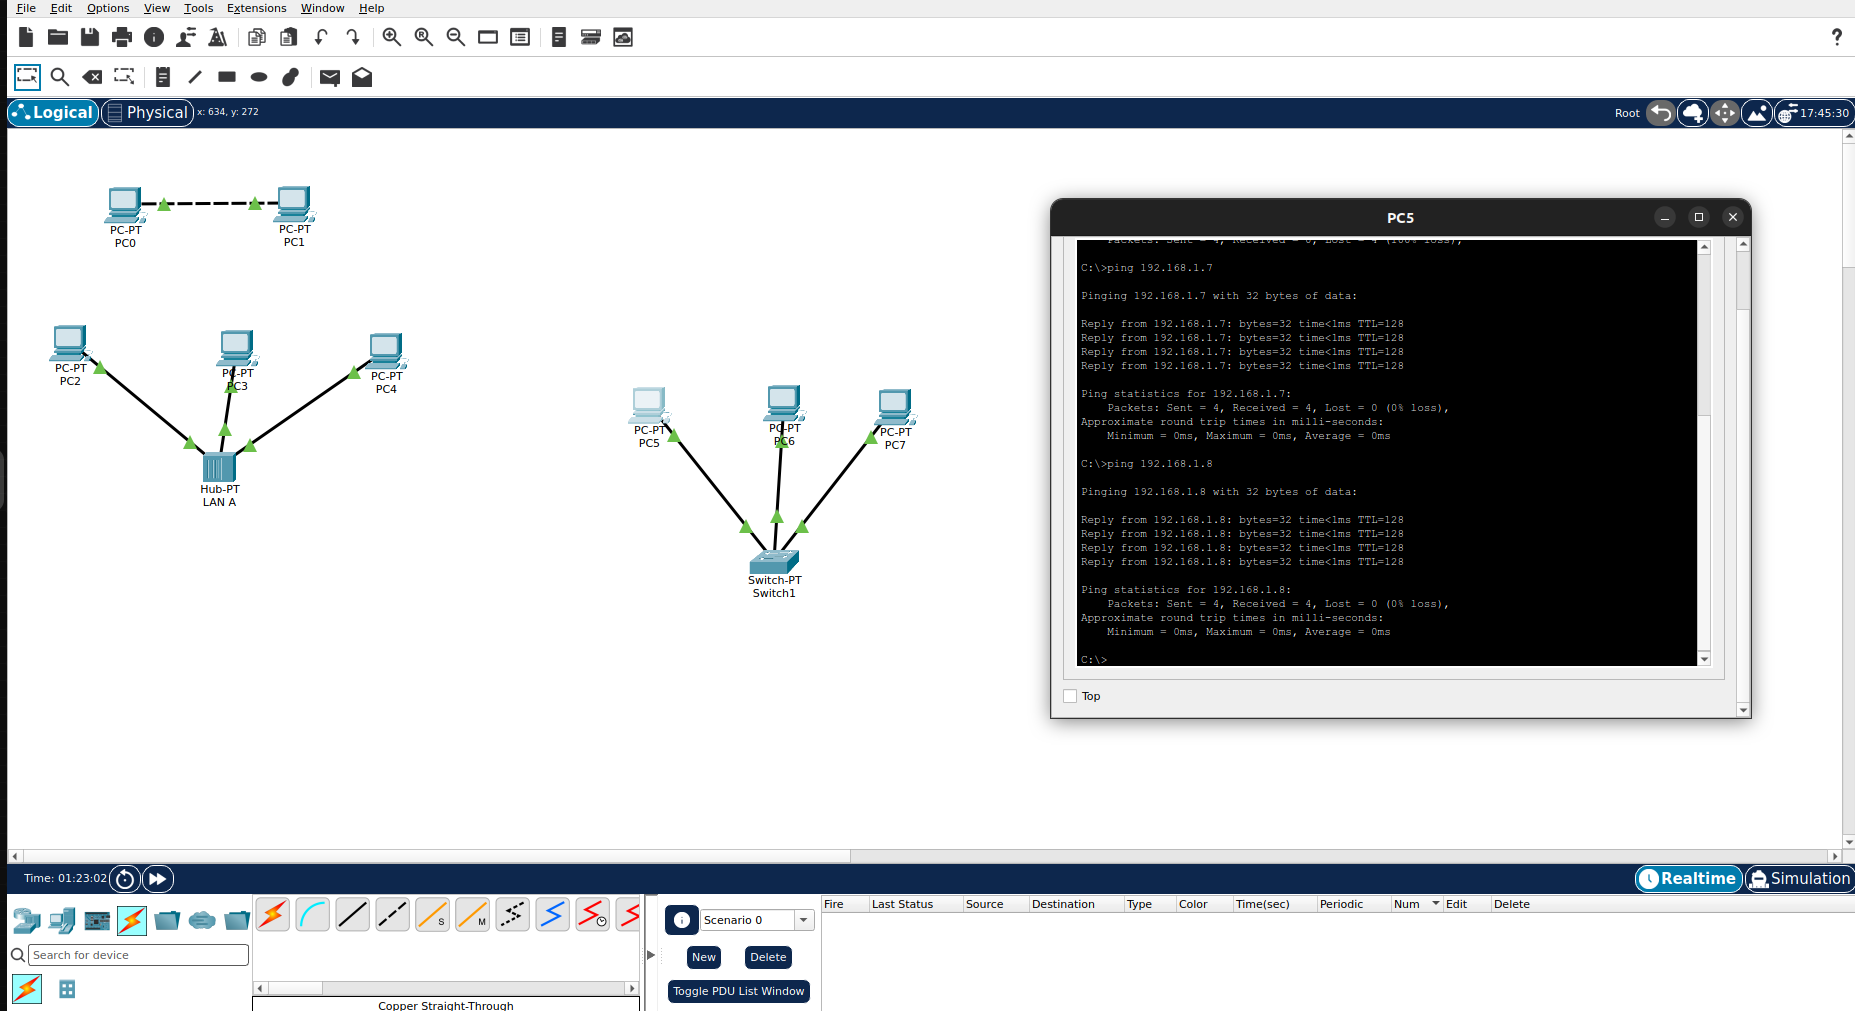 File Edit Options View Tools Extensions Window Help
?
Logical Physical x: 634, y: 272 Root 17:45:30
PC-PT
PC0
PC-PT
PC1
PC-PT
PC2
PC-PT
PC3
PC-PT
PC4
Hub-PT
LAN A
PC-PT
PC5
PC-PT
PC6
PC-PT
PC7
Switch-PT
Switch1
PC5
Packets: Sent = 4, Received = 0, Lost = 4 (100% loss),
C:\>ping 192.168.1.7
Pinging 192.168.1.7 with 32 bytes of data:
Reply from 192.168.1.7: bytes=32 time<1ms TTL=128
Reply from 192.168.1.7: bytes=32 time<1ms TTL=128
Reply from 192.168.1.7: bytes=32 time<1ms TTL=128
Reply from 192.168.1.7: bytes=32 time<1ms TTL=128
Ping statistics for 192.168.1.7:
Packets: Sent = 4, Received = 4, Lost = 0 (0% loss),
Approximate round trip times in milli-seconds:
Minimum = 0ms, Maximum = 0ms, Average = 0ms
C:\>ping 192.168.1.8
Pinging 192.168.1.8 with 32 bytes of data:
Reply from 192.168.1.8: bytes=32 time<1ms TTL=128
Reply from 192.168.1.8: bytes=32 time<1ms TTL=128
Reply from 192.168.1.8: bytes=32 time<1ms TTL=128
Reply from 192.168.1.8: bytes=32 time<1ms TTL=128
Ping statistics for 192.168.1.8:
Packets: Sent = 4, Received = 4, Lost = 0 (0% loss),
Approximate round trip times in milli-seconds:
Minimum = 0ms, Maximum = 0ms, Average = 0ms
C:\>
Top
Time: 01:23:02 Realtime Simulation
S M
Search for device
Copper Straight-Through
Scenario 0
New Delete
Toggle PDU List Window
Fire Last Status Source Destination Type Color Time(sec) Periodic Num Edit Delete